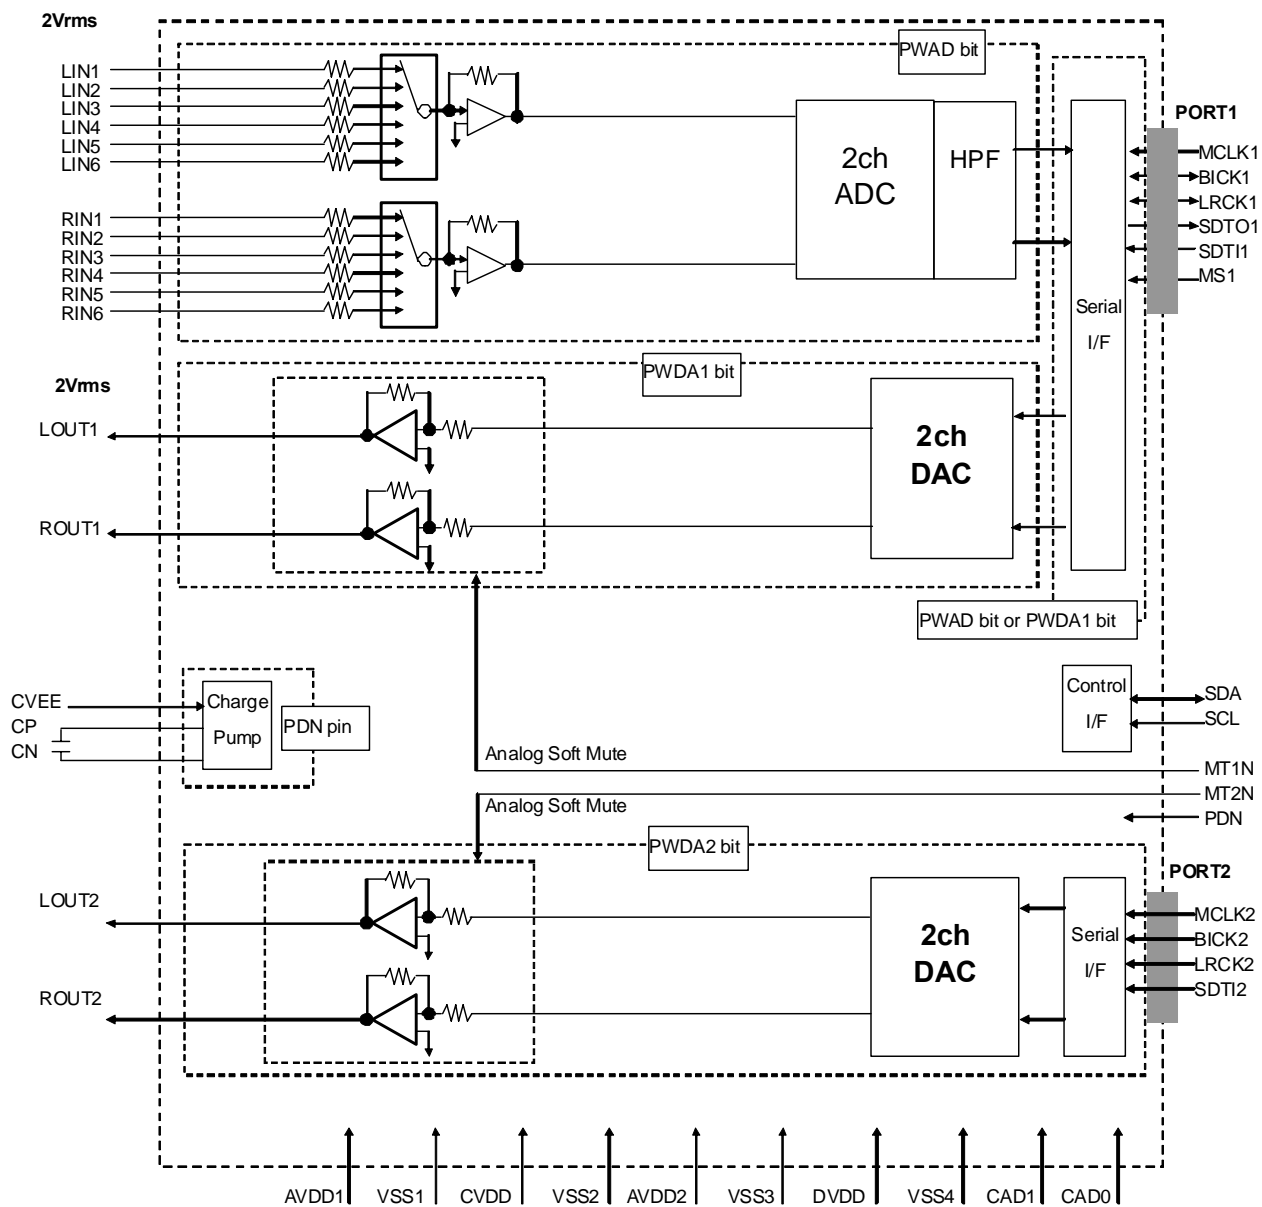 2Vrms
PWAD bit
LIN1
LIN2
LIN3
LIN4
LIN5
LIN6
2ch
ADC
HPF
PORT1
MCLK1
BICK1
LRCK1
SDTO1
SDTI1
MS1
RIN1
RIN2
RIN3
RIN4
RIN5
RIN6
Serial
I/F
2Vrms
PWDA1 bit
LOUT1
2ch
DAC
ROUT1
PWAD bit or PWDA1 bit
CVEE
CP
CN
Charge
Pump
PDN pin
Control
I/F
SDA
SCL
Analog Soft Mute
MT1N
MT2N
Analog Soft Mute
PDN
PWDA2 bit
PORT2
LOUT2
2ch
DAC
Serial
I/F
MCLK2
BICK2
LRCK2
SDTI2
ROUT2
AVDD1
VSS1
CVDD
VSS2
AVDD2
VSS3
DVDD
VSS4
CAD1
CAD0